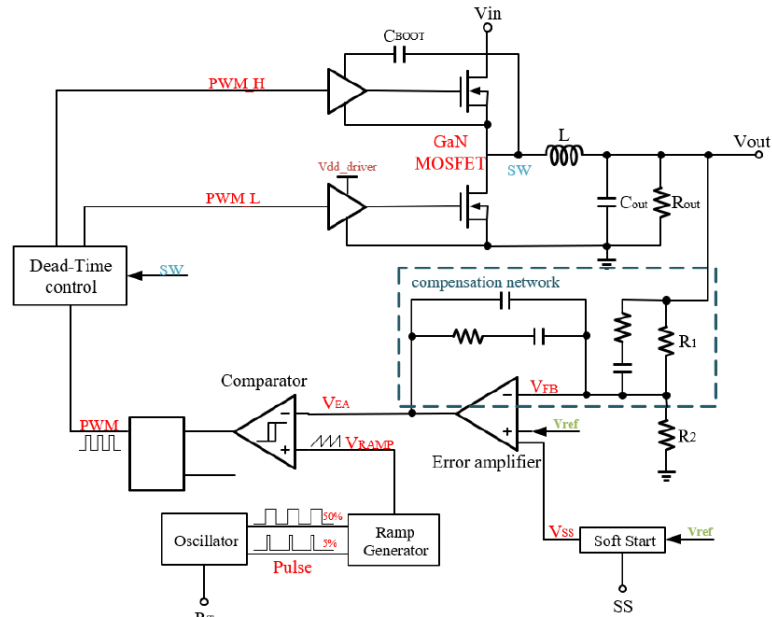 Vin
CBOOT
PWM_H
GaN
MOSFET
L
Vout
SW
Vdd_driver
PWM_L
Cout
Rout
Dead-Time
control
SW
compensation network
R1
Comparator
VEA
VFB
PWM
VRAMP
Vref
R2
Error amplifier
50%
Oscillator
5%
Ramp
Generator
Pulse
VSS
Soft Start
Vref
SS